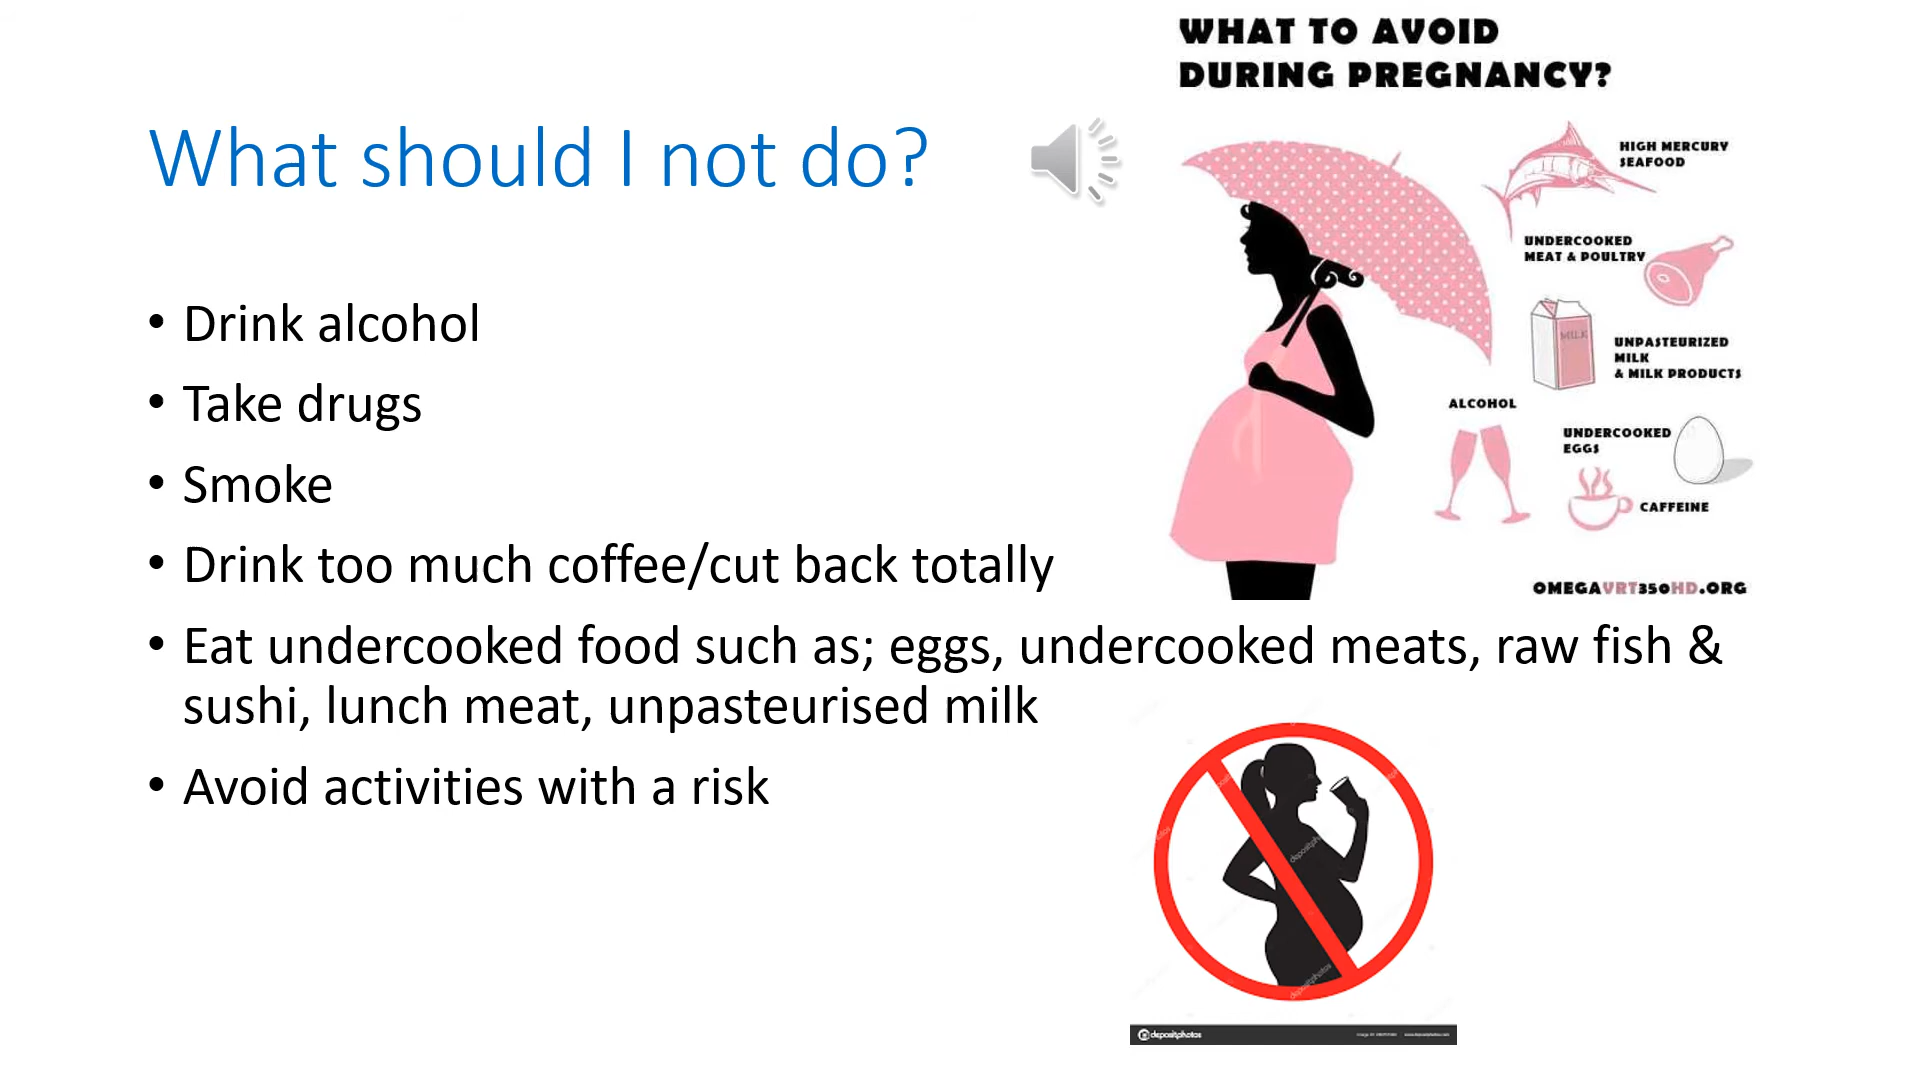 What should I not do?
• Drink alcohol
• Take drugs
• Smoke
• Drink too much coffee/cut back totally
• Eat undercooked food such as; eggs, undercooked meats, raw fish &
sushi, lunch meat, unpasteurised milk
• Avoid activities with a risk
WHAT TO AVOID
DURING PREGNANCY?
HIGH MERCURY
SEAFOOD
UNDERCOOKED
MEAT & POULTRY
MILK
UNPASTEURIZED
MILK
& MILK PRODUCTS
ALCOHOL
UNDERCOOKED
EGGS
CAFFEINE
OMEGAVRT350HD.ORG
depositphotos
depositphotos
depositphotos